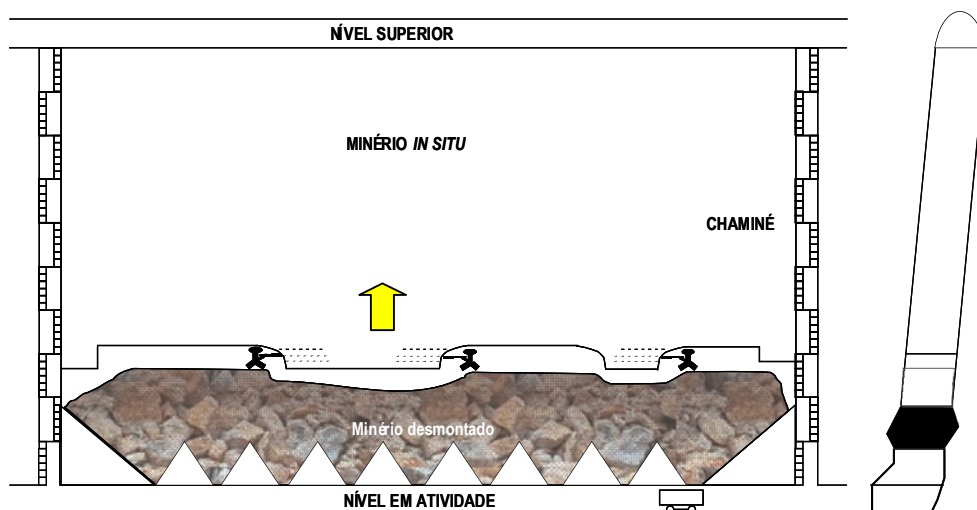 NÍVEL SUPERIOR
MINÉRIO IN SITU
CHAMINÉ
Minério desmontado
NÍVEL EM ATIVIDADE